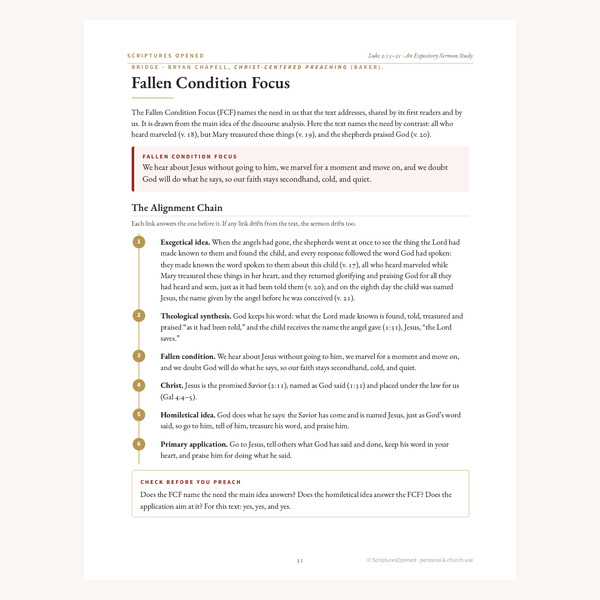 SCRIPTURES OPENED
Luke 2:15–21 · An Expository Sermon Study
BRIDGE · BRYAN CHAPELL, CHRIST-CENTERED PREACHING (BAKER).
Fallen Condition Focus
The Fallen Condition Focus (FCF) names the need in us that the text addresses, shared by its first readers and by
us. It is drawn from the main idea of the discourse analysis. Here the text names the need by contrast: all who
heard marveled (v. 18), but Mary treasured these things (v. 19), and the shepherds praised God (v. 20).
FALLEN CONDITION FOCUS
We hear about Jesus without going to him, we marvel for a moment and move on, and we doubt
God will do what he says, so our faith stays secondhand, cold, and quiet.
The Alignment Chain
Each link answers the one before it. If any link drifts from the text, the sermon drifts too.
1
Exegetical idea. When the angels had gone, the shepherds went at once to see the thing the Lord had
made known to them and found the child, and every response followed the word God had spoken:
they made known the word spoken to them about this child (v. 17), all who heard marveled while
Mary treasured these things in her heart, and they returned glorifying and praising God for all they
had heard and seen, just as it had been told them (v. 20); and on the eighth day the child was named
Jesus, the name given by the angel before he was conceived (v. 21).
2
Theological synthesis. God keeps his word: what the Lord made known is found, told, treasured and
praised “as it had been told,” and the child receives the name the angel gave (1:31), Jesus, “the Lord
saves.”
3
Fallen condition. We hear about Jesus without going to him, we marvel for a moment and move on,
and we doubt God will do what he says, so our faith stays secondhand, cold, and quiet.
4
Christ. Jesus is the promised Savior (2:11), named as God said (1:31) and placed under the law for us
(Gal 4:4–5).
5
Homiletical idea. God does what he says: the Savior has come and is named Jesus, just as God’s word
said, so go to him, tell of him, treasure his word, and praise him.
6
Primary application. Go to Jesus, tell others what God has said and done, keep his word in your
heart, and praise him for doing what he said.
CHECK BEFORE YOU PREACH
Does the FCF name the need the main idea answers? Does the homiletical idea answer the FCF? Does the
application aim at it? For this text: yes, yes, and yes.
31
© ScripturesOpened · personal & church use